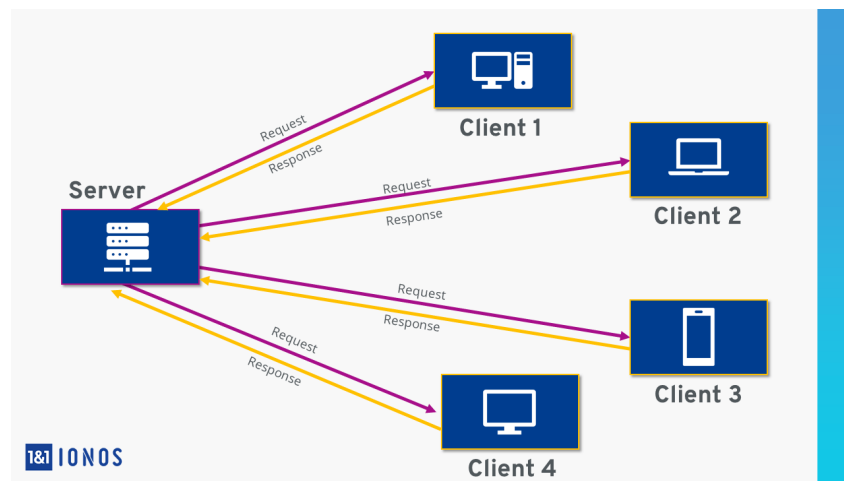 Client 1
Request
Response
Server
Request
Response
Client 2
Request
Response
Client 3
Request
Response
Client 4
1&1 IONOS